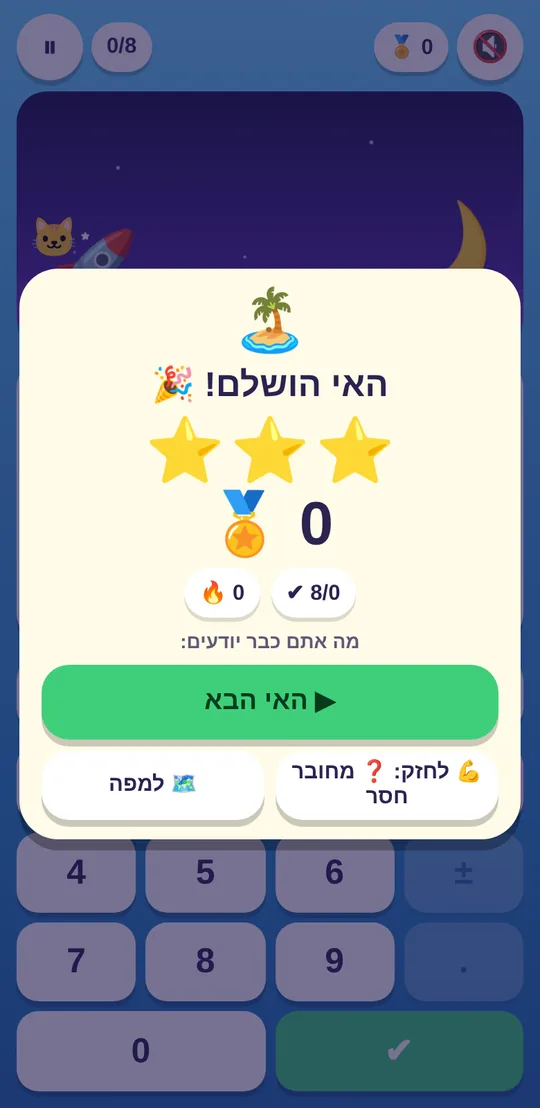 0/8
🏅 0
האי הושלם! 🎉
🏅 0
✔ 8/0
🔥 0
מה אתם כבר יודעים:
▶ האי הבא
💪 לחזק: ❓ מחובר
חסר
🗺️ למפה
4 5 6 ±
7 8 9 .
0 ✔